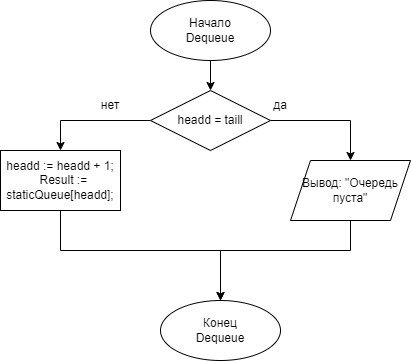 Начало
Dequeue
headd = taill
нет
да
headd := headd + 1;
Result :=
staticQueue[headd];
Вывод: "Очередь
пуста"
Конец
Dequeue